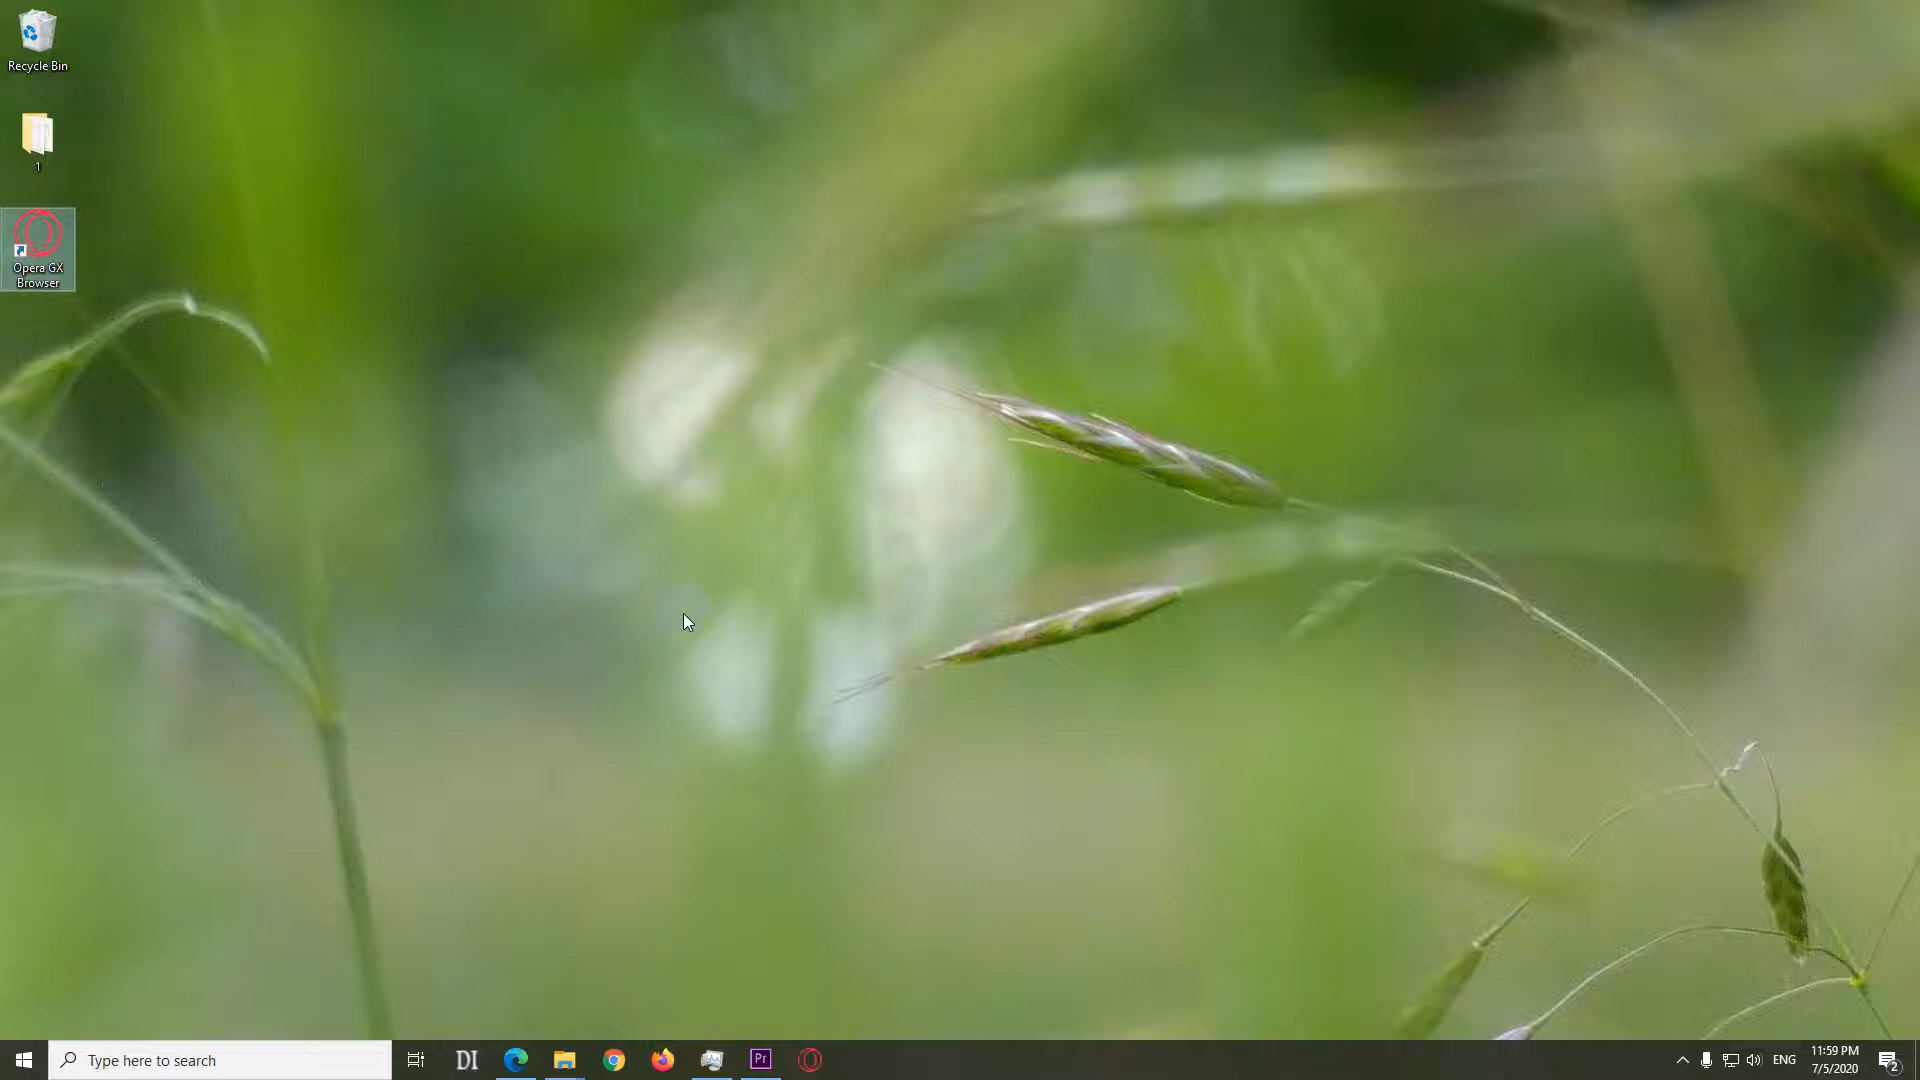 Recycle Bin
1
Opera GX
Browser
Type here to search
DI
Pr
ENG
11:59 PM
7/5/2020
2